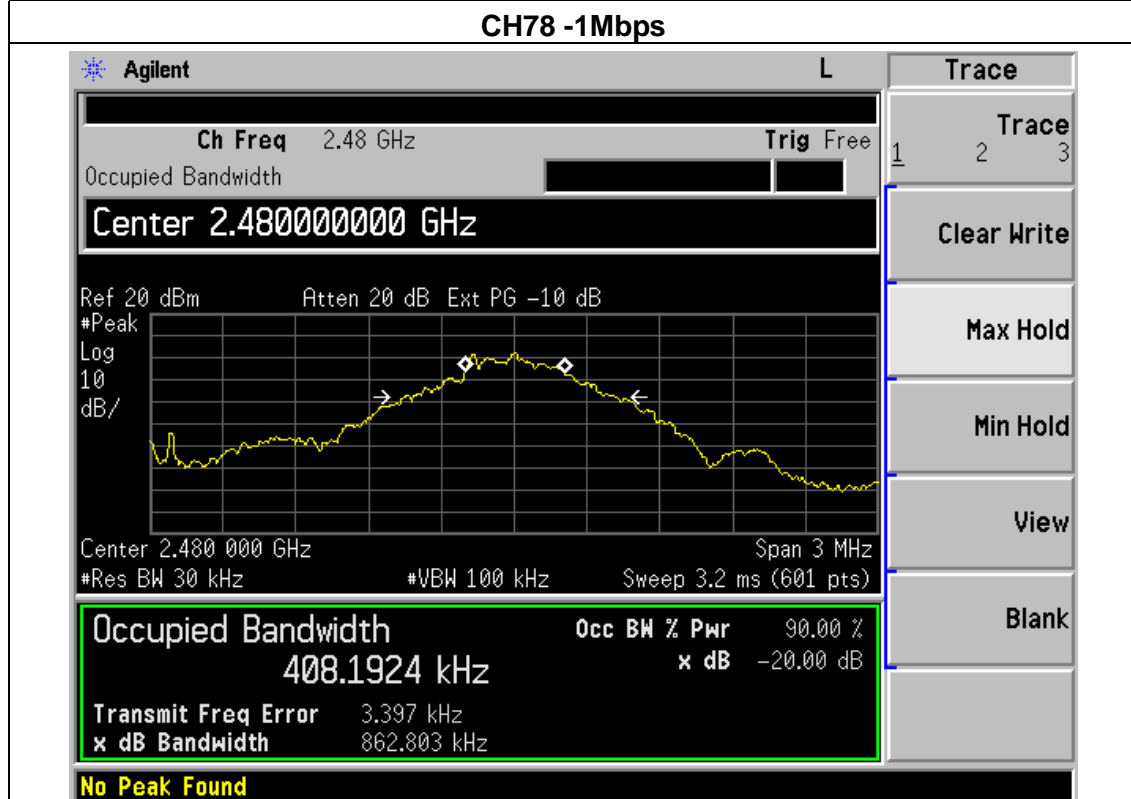 CH78 -1Mbps
Agilent L Trace
Ch Freq 2.48 GHz Trig Free
Occupied Bandwidth
Center 2.480000000 GHz
Ref 20 dBm Atten 20 dB Ext PG -10 dB
#Peak
Log
10
dB/
Center 2.480 000 GHz Span 3 MHz
#Res BW 30 kHz #VBW 100 kHz Sweep 3.2 ms (601 pts)
Occupied Bandwidth Occ BW % Pwr 90.00 %
408.1924 kHz x dB -20.00 dB
Transmit Freq Error 3.397 kHz
x dB Bandwidth 862.803 kHz
No Peak Found
Trace
1 2 3
Clear Write
Max Hold
Min Hold
View
Blank